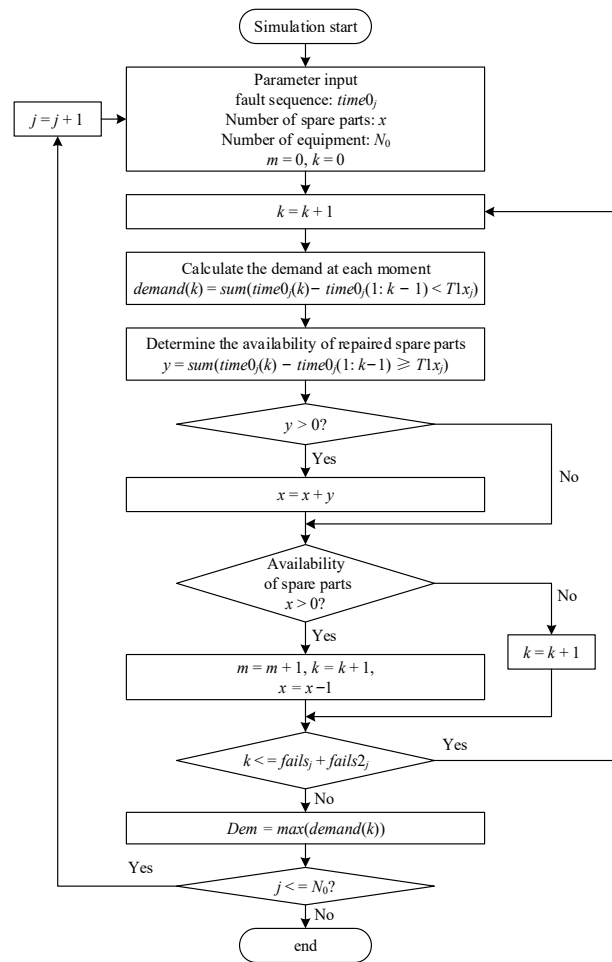 Simulation start
Parameter input
fault sequence: time0j
Number of spare parts: x
Number of equipment: N0
m = 0, k = 0
j = j + 1
k = k + 1
Calculate the demand at each moment
demand(k) = sum(time0j(k) − time0j(1: k − 1) < T1xj)
Determine the availability of repaired spare parts
y = sum(time0j(k) − time0j(1: k−1) ⩾ T1xj)
y > 0?
Yes
No
x = x + y
Availability
of spare parts
x > 0?
No
Yes
k = k + 1
m = m + 1, k = k + 1,
x = x−1
k <= failsj + fails2j
Yes
No
Dem = max(demand(k))
Yes
j <= N0?
No
end